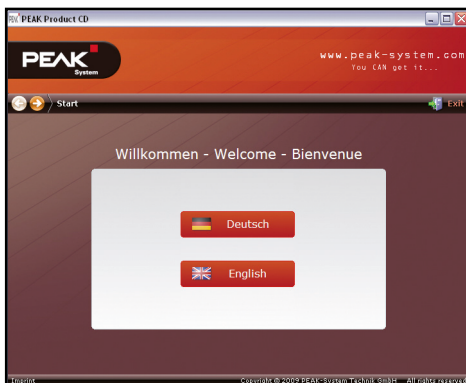 PEAK Product CD
PEAK
System
www.peak-system.com
You CAN get it...
Start
Exit
Willkommen - Welcome - Bienvenue
Deutsch
English
Imprint
Copyright © 2009 PEAK-System Technik GmbH All rights reserved